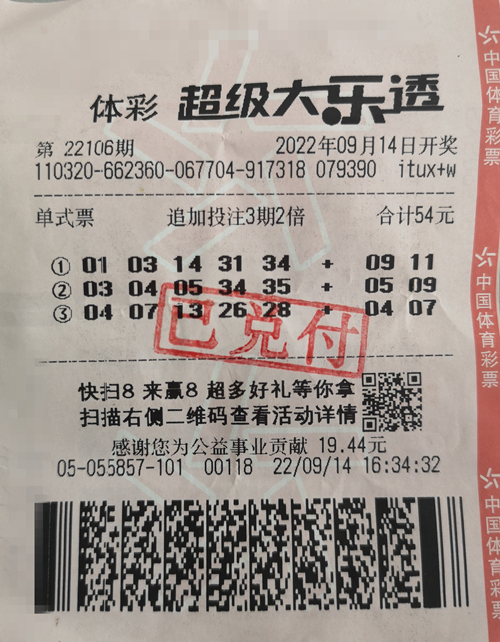 体彩 超级大乐透
第 22106期 2022年09月14日开奖
110320-662360-067704-917318 079390 itux+w
单式票 追加投注3期2倍 合计54元
① 01 03 14 31 34 + 09 11
② 03 04 05 34 35 + 05 09
③ 04 07 13 26 28 + 04 07
已兑付
快扫8 来赢8 超多好礼等你拿
扫描右侧二维码查看活动详情
感谢您为公益事业贡献 19.44元
05-055857-101 00118 22/09/14 16:34:32
中国体育彩票
中国体育彩票
中国体育彩票